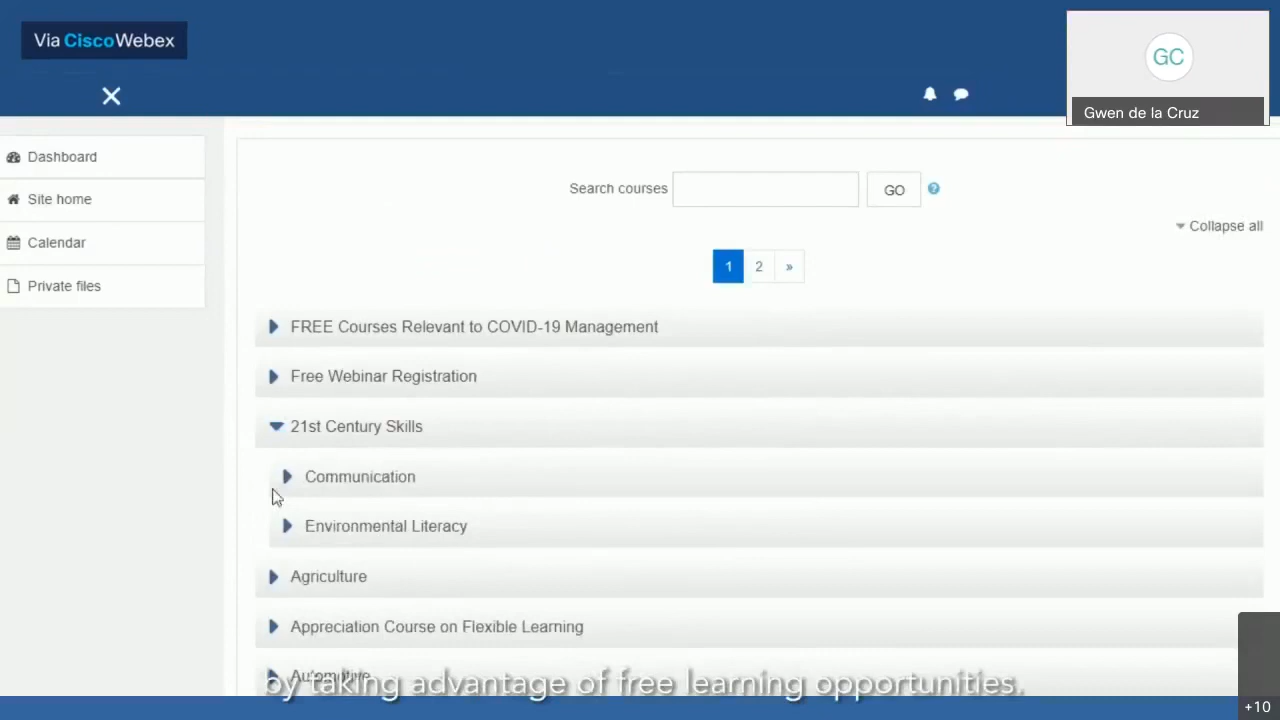 Via CiscoWebex
GC
Gwen de la Cruz
Dashboard
Site home
Calendar
Private files
Search courses
GO
?
Collapse all
1 2 »
FREE Courses Relevant to COVID-19 Management
Free Webinar Registration
21st Century Skills
Communication
Environmental Literacy
Agriculture
Appreciation Course on Flexible Learning
Automotive
by taking advantage of free learning opportunities.
+10